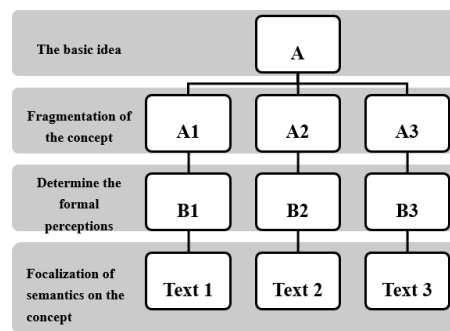 The basic idea
A
Fragmentation of
the concept
A1
A2
A3
Determine the
formal
perceptions
B1
B2
B3
Focalization of
semantics on the
concept
Text 1
Text 2
Text 3